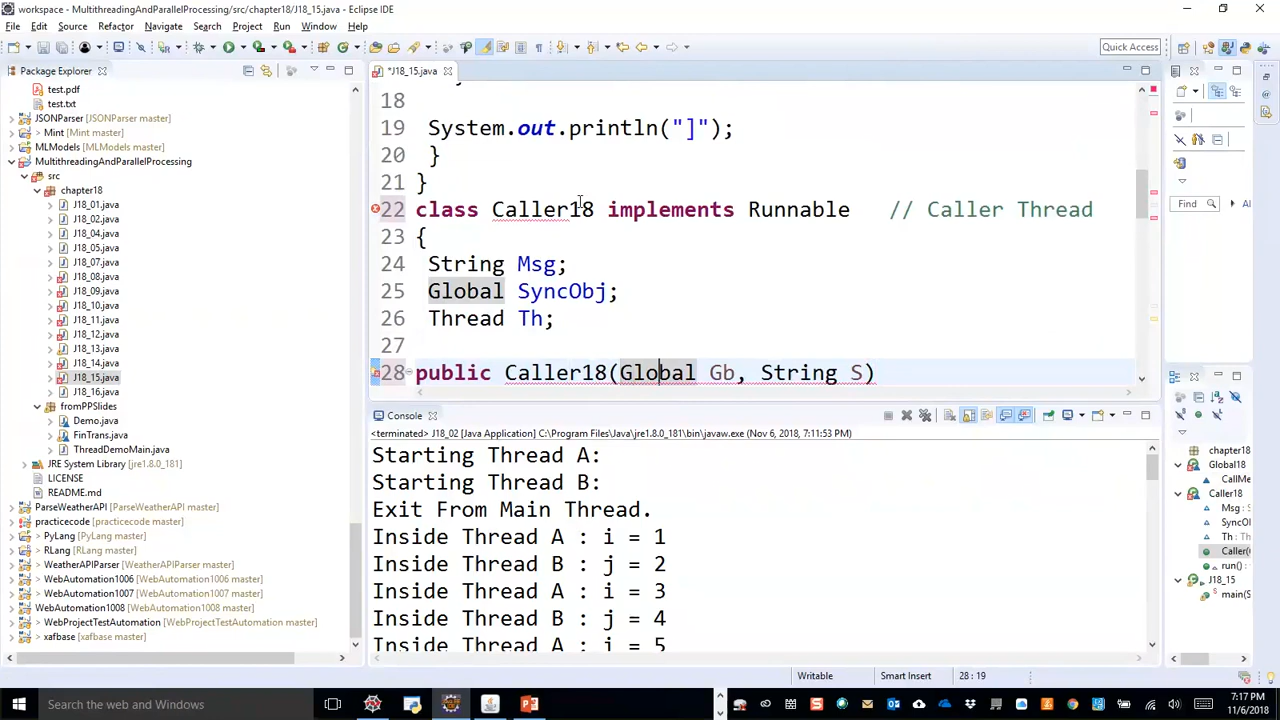 workspace - MultithreadingAndParallelProcessing/src/chapter18/J18_15.java - Eclipse IDE
File Edit Source Refactor Navigate Search Project Run Window Help
Quick Access
Package Explorer
*J18_15.java
test.pdf
test.txt
JSONParser [JSONParser master]
Mint [Mint master]
MLModels [MLModels master]
MultithreadingAndParallelProcessing
src
chapter18
J18_01.java
J18_02.java
J18_04.java
J18_05.java
J18_07.java
J18_08.java
J18_09.java
J18_10.java
J18_11.java
J18_12.java
J18_13.java
J18_14.java
J18_15.java
J18_16.java
fromPPSlides
Demo.java
FinTrans.java
ThreadDemoMain.java
JRE System Library [jre1.8.0_181]
LICENSE
README.md
ParseWeatherAPI [ParseWeatherAPI master]
practicecode [practicecode master]
PyLang [PyLang master]
RLang [RLang master]
WeatherAPIParser [WeatherAPIParser master]
WebAutomation1006 [WebAutomation1006 master]
WebAutomation1007 [WebAutomation1007 master]
WebAutomation1008 [WebAutomation1008 master]
WebProjectTestAutomation [WebProjectTestAutomation master]
xafbase [xafbase master]
18
19 System.out.println("]");
20 }
21 }
22 class Caller18 implements Runnable // Caller Thread
23 {
24 String Msg;
25 Global SyncObj;
26 Thread Th;
27
28 public Caller18(Global Gb, String S)
Console
<terminated> J18_02 [Java Application] C:\Program Files\Java\jre1.8.0_181\bin\javaw.exe (Nov 6, 2018, 7:11:53 PM)
Starting Thread A:
Starting Thread B:
Exit From Main Thread.
Inside Thread A : i = 1
Inside Thread B : j = 2
Inside Thread A : i = 3
Inside Thread B : j = 4
Inside Thread A : i = 5
Find
Al
chapter18
Global18
CallMe
Caller18
Msg : S
SyncO
Th : T
Caller(
run()
J18_15
main(S
Writable
Smart Insert
28 : 19
Search the web and Windows
7:17 PM
11/6/2018